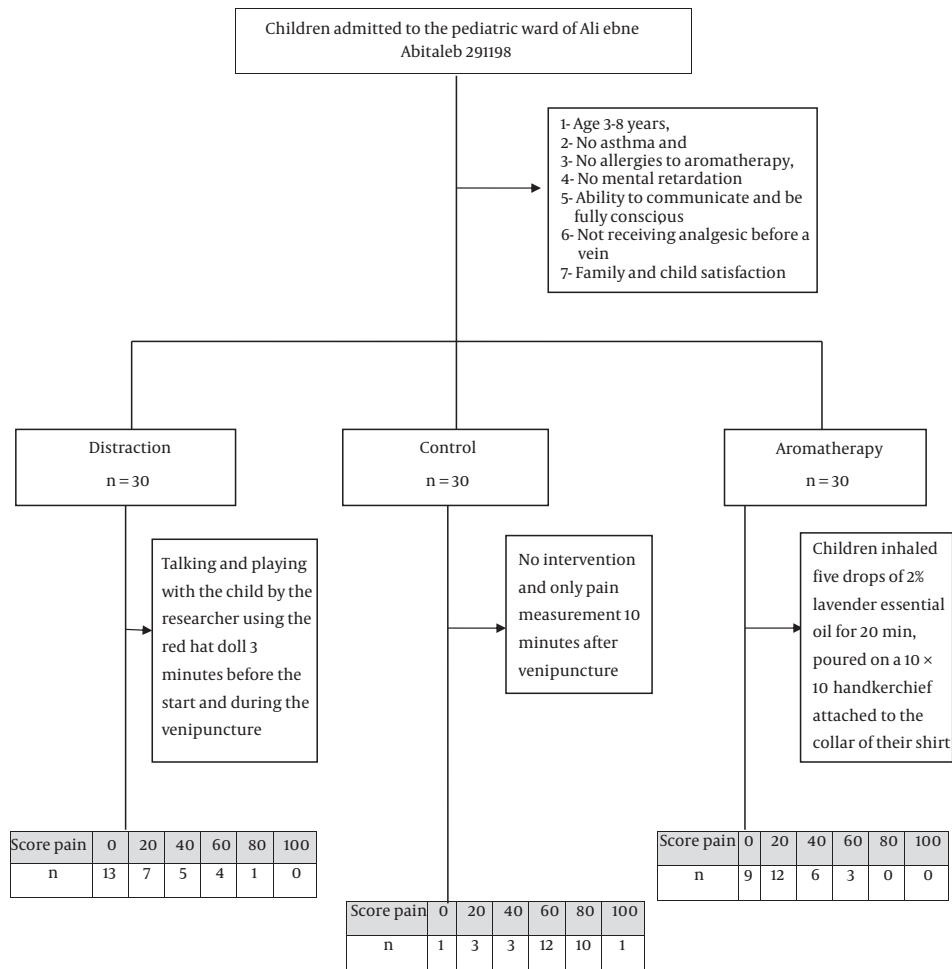 Children admitted to the pediatric ward of Ali ebne
Abitaleb 291198
1- Age 3-8 years,
2- No asthma and
3- No allergies to aromatherapy,
4- No mental retardation
5- Ability to communicate and be
fully conscious
6- Not receiving analgesic before a
vein
7- Family and child satisfaction
Distraction
n = 30
Control
n = 30
Aromatherapy
n = 30
Talking and playing
with the child by the
researcher using the
red hat doll 3
minutes before the
start and during the
venipuncture
No intervention
and only pain
measurement 10
minutes after
venipuncture
Children inhaled
five drops of 2%
lavender essential
oil for 20 min,
poured on a 10 ×
10 handkerchief
attached to the
collar of their shirt
Score pain 0 20 40 60 80 100
n 13 7 5 4 1 0
Score pain 0 20 40 60 80 100
n 1 3 3 12 10 1
Score pain 0 20 40 60 80 100
n 9 12 6 3 0 0